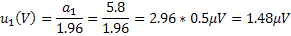 u₁(V) = a₁/1.96 = 5.8/1.96 = 2.96 * 0.5μV = 1.48μV